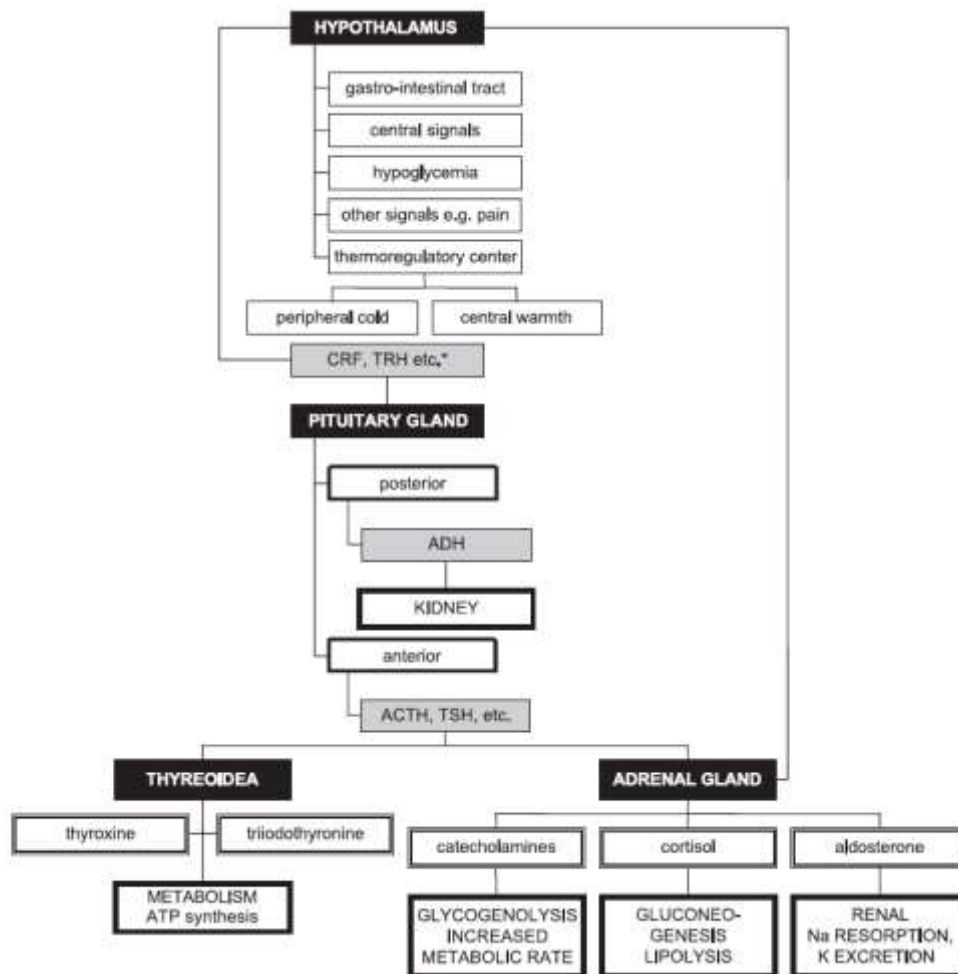 HYPOTHALAMUS
gastro-intestinal tract
central signals
hypoglycemia
other signals e.g. pain
thermoregulatory center
peripheral cold
central warmth
CRF, TRH etc.*
PITUITARY GLAND
posterior
ADH
KIDNEY
anterior
ACTH, TSH, etc.
THYREOIDEA
ADRENAL GLAND
thyroxine
triiodothyronine
catecholamines
cortisol
aldosterone
METABOLISM
ATP synthesis
GLYCOGENOLYSIS
INCREASED
METABOLIC RATE
GLUCONEO-
GENESIS
LIPOLYSIS
RENAL
Na RESORPTION,
K EXCRETION